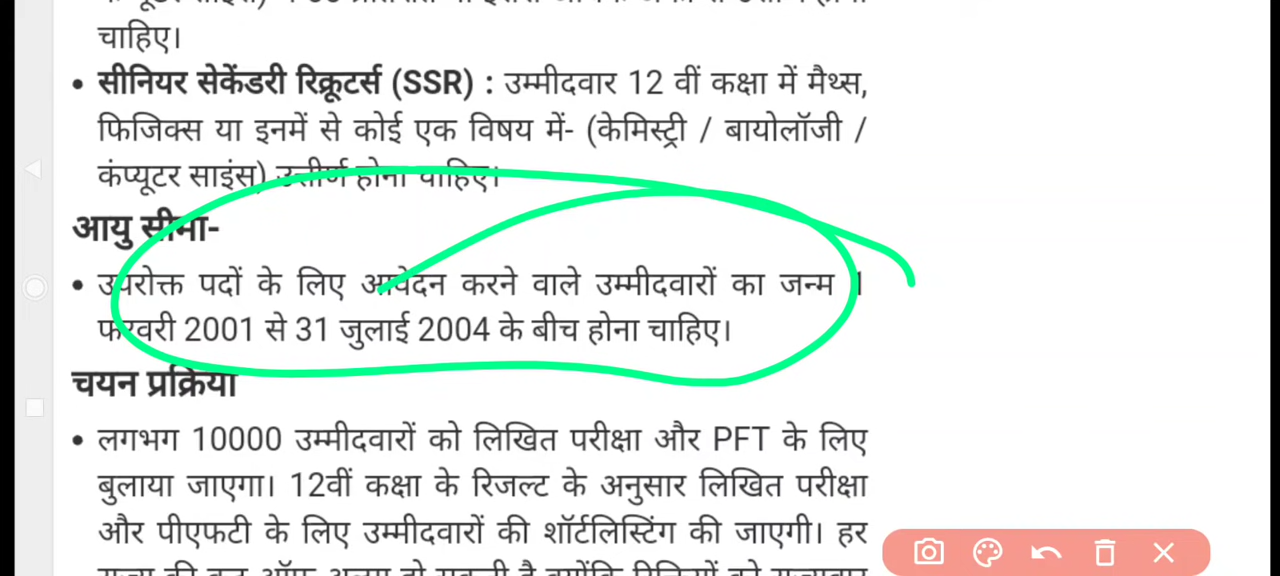 चाहिए।
• सीनियर सेकेंडरी रिक्रूटर्स (SSR) : उम्मीदवार 12 वीं कक्षा में मैथ्स,
फिजिक्स या इनमें से कोई एक विषय में- (केमिस्ट्री / बायोलॉजी /
कंप्यूटर साइंस) उत्तीर्ण होना चाहिए।
आयु सीमा-
• उपरोक्त पदों के लिए आवेदन करने वाले उम्मीदवारों का जन्म 1
फरवरी 2001 से 31 जुलाई 2004 के बीच होना चाहिए।
चयन प्रक्रिया
• लगभग 10000 उम्मीदवारों को लिखित परीक्षा और PFT के लिए
बुलाया जाएगा। 12वीं कक्षा के रिजल्ट के अनुसार लिखित परीक्षा
और पीएफटी के लिए उम्मीदवारों की शॉर्टलिस्टिंग की जाएगी। हर